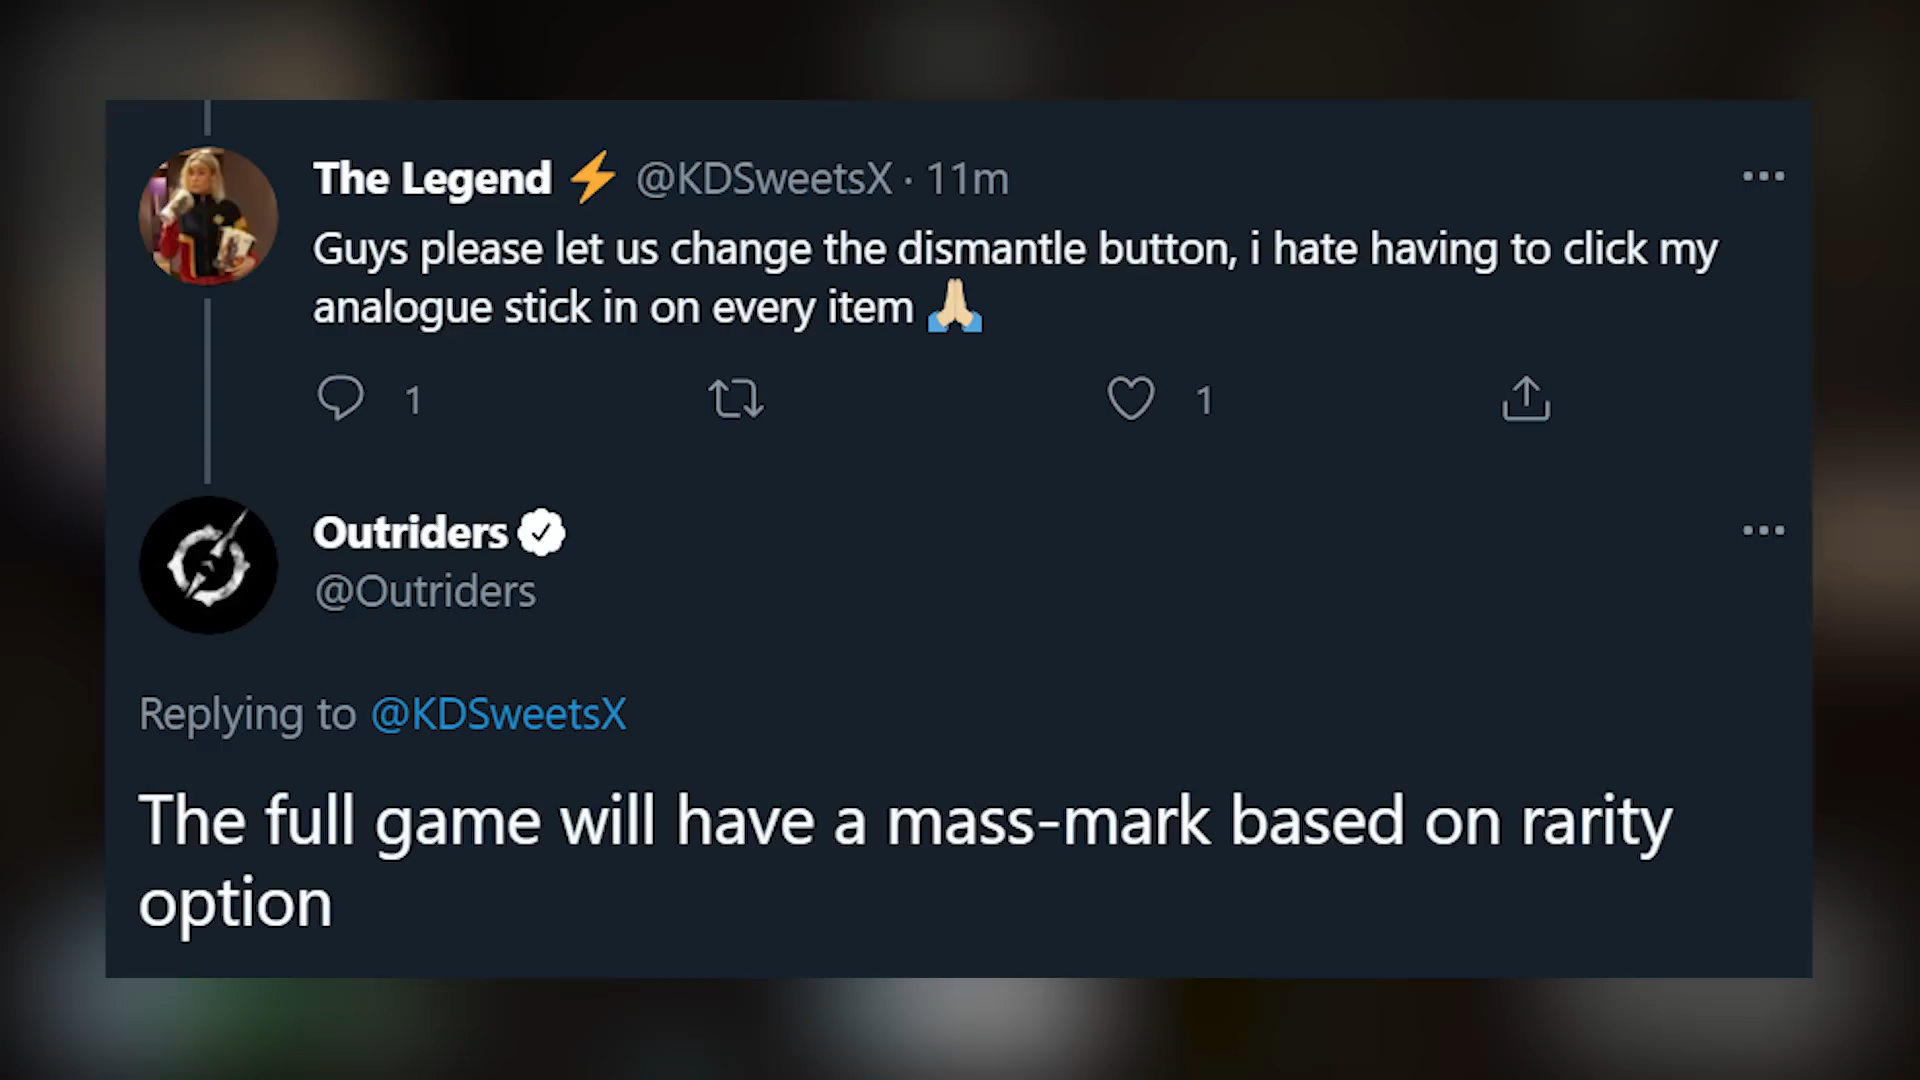 The Legend ⚡ @KDSweetsX · 11m
Guys please let us change the dismantle button, i hate having to click my
analogue stick in on every item 🙏🏼
1 1
Outriders
@Outriders
Replying to @KDSweetsX
The full game will have a mass-mark based on rarity
option